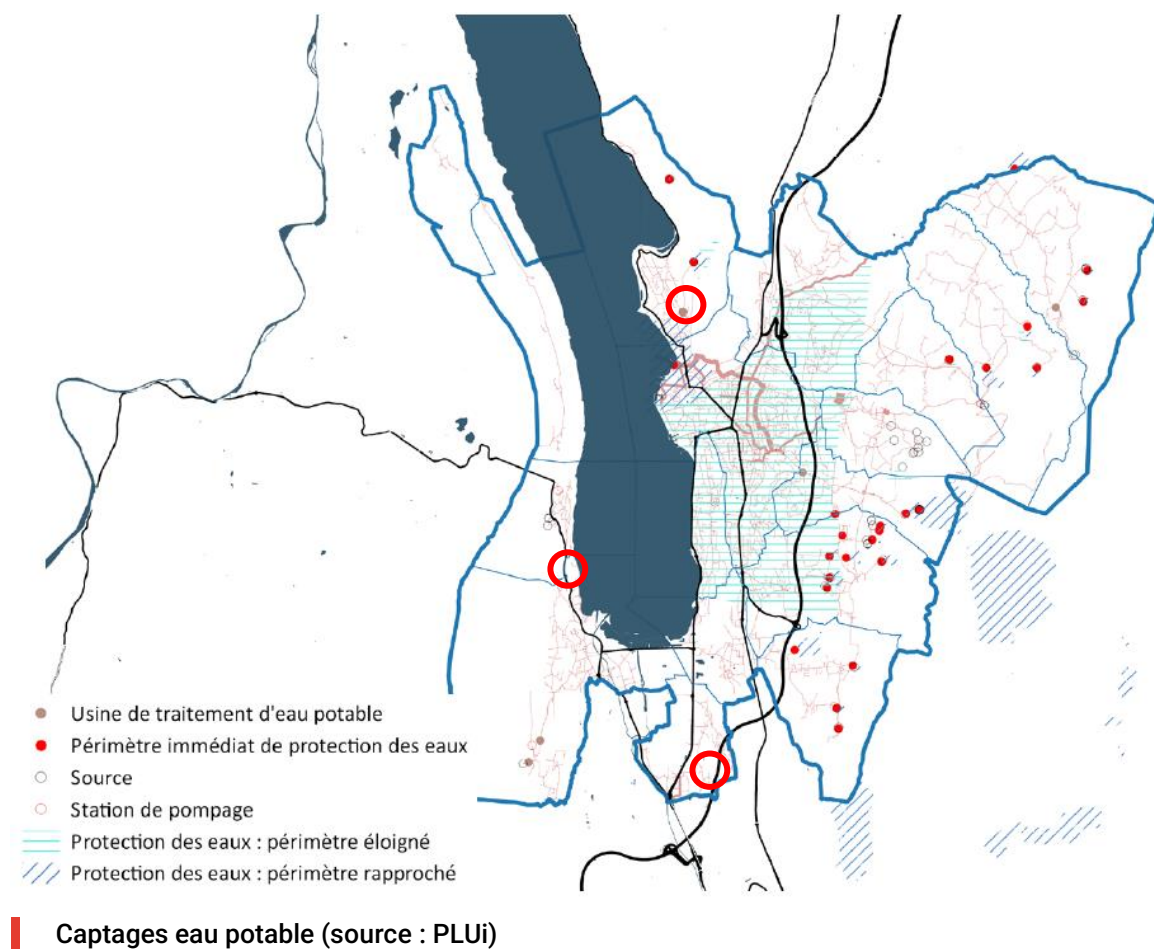 Usine de traitement d'eau potable
Périmètre immédiat de protection des eaux
Source
Station de pompage
Protection des eaux : périmètre éloigné
Protection des eaux : périmètre rapproché
Captages eau potable (source : PLUi)